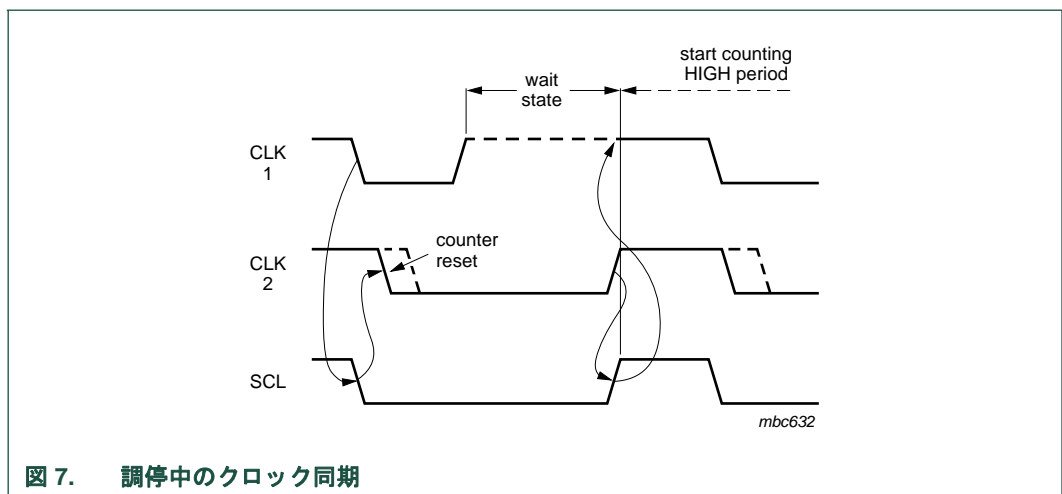 start counting
HIGH period
wait
state
CLK
1
counter
reset
CLK
2
SCL
mbc632
図 7. 調停中のクロック同期